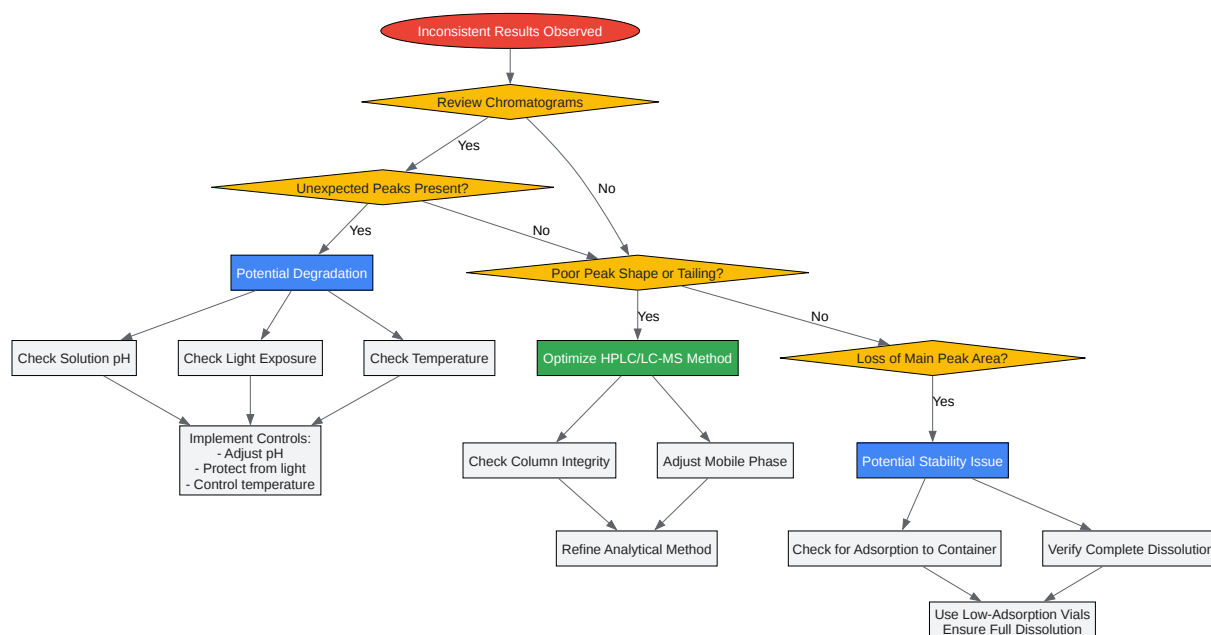 Inconsistent Results Observed
Review Chromatograms
Yes
No
Unexpected Peaks Present?
Yes
No
Potential Degradation
Poor Peak Shape or Tailing?
Yes
No
Check Solution pH
Check Light Exposure
Check Temperature
Optimize HPLC/LC-MS Method
Loss of Main Peak Area?
Yes
Implement Controls:
- Adjust pH
- Protect from light
- Control temperature
Check Column Integrity
Adjust Mobile Phase
Potential Stability Issue
Refine Analytical Method
Check for Adsorption to Container
Verify Complete Dissolution
Use Low-Adsorption Vials
Ensure Full Dissolution